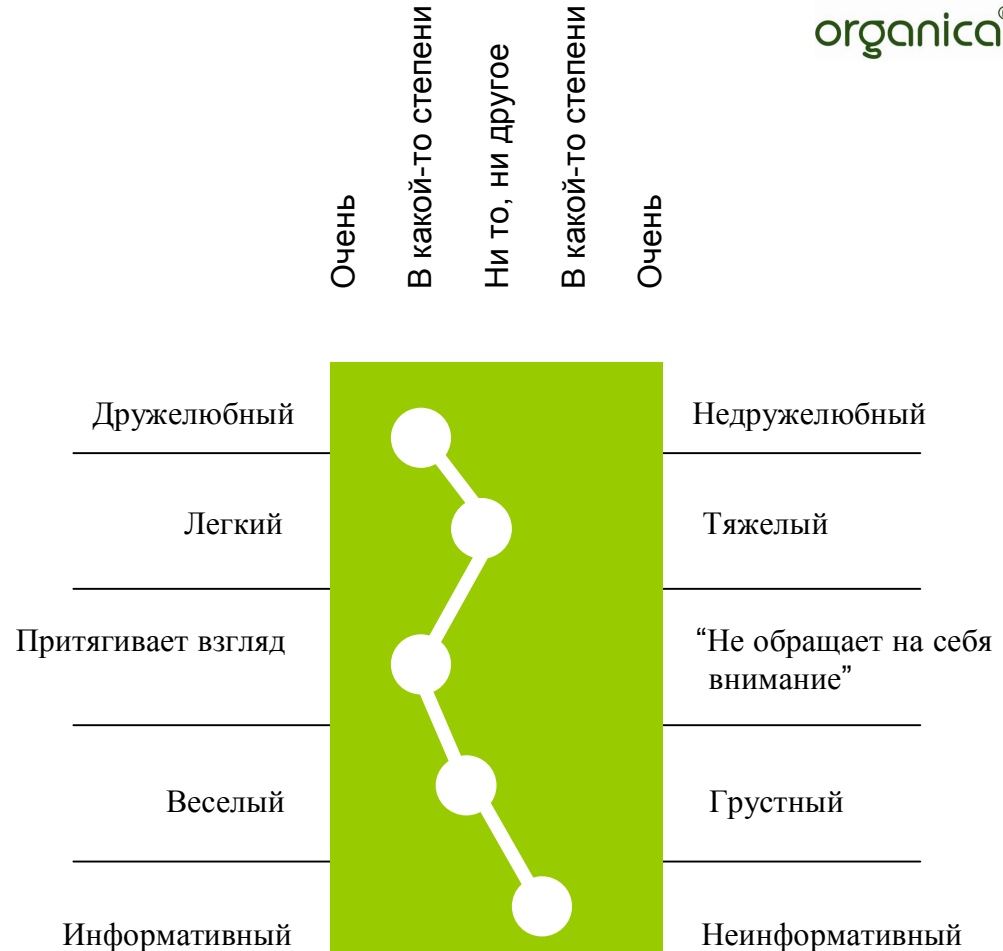 organica®
Очень
В какой-то степени
Ни то, ни другое
В какой-то степени
Очень
Дружелюбный
Недружелюбный
Легкий
Тяжелый
Притягивает взгляд
“Не обращает на себя
внимание”
Веселый
Грустный
Информативный
Неинформативный